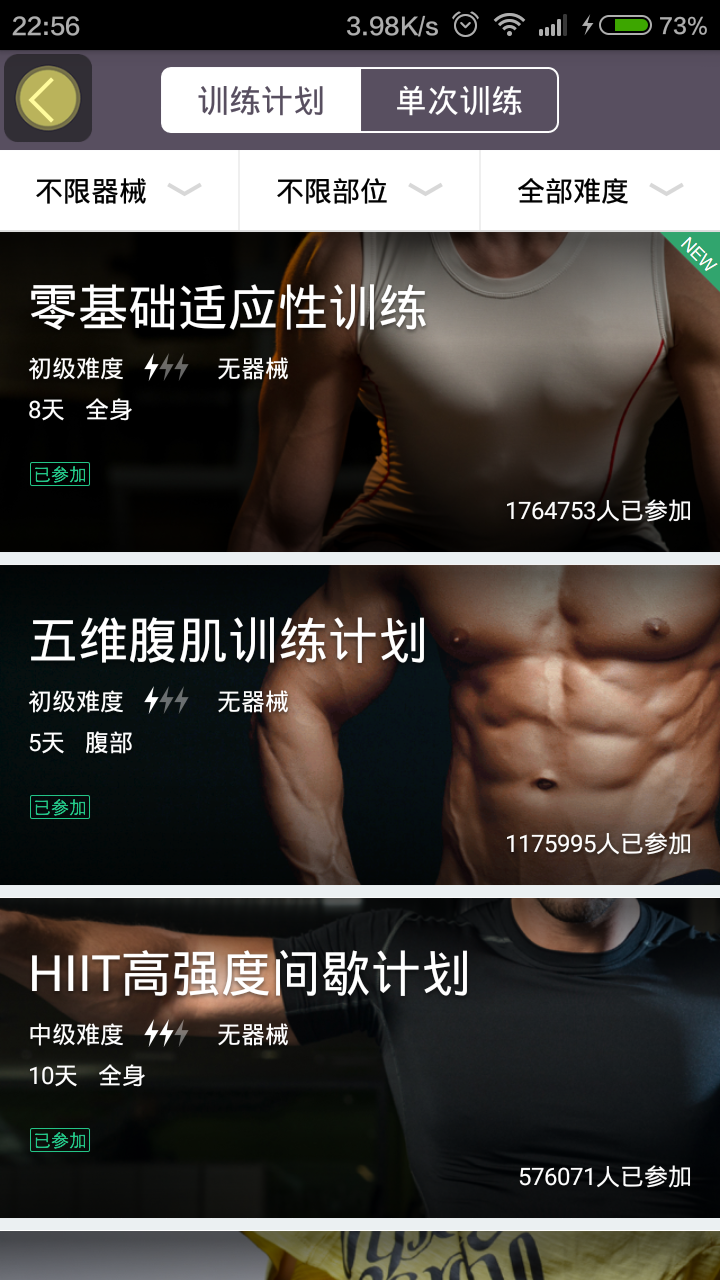 22:56 3.98K/s 73%
训练计划 单次训练
不限器械 不限部位 全部难度
NEW
零基础适应性训练
初级难度 无器械
8天 全身
已参加
1764753人已参加
五维腹肌训练计划
初级难度 无器械
5天 腹部
已参加
1175995人已参加
HIIT高强度间歇计划
中级难度 无器械
10天 全身
已参加
576071人已参加